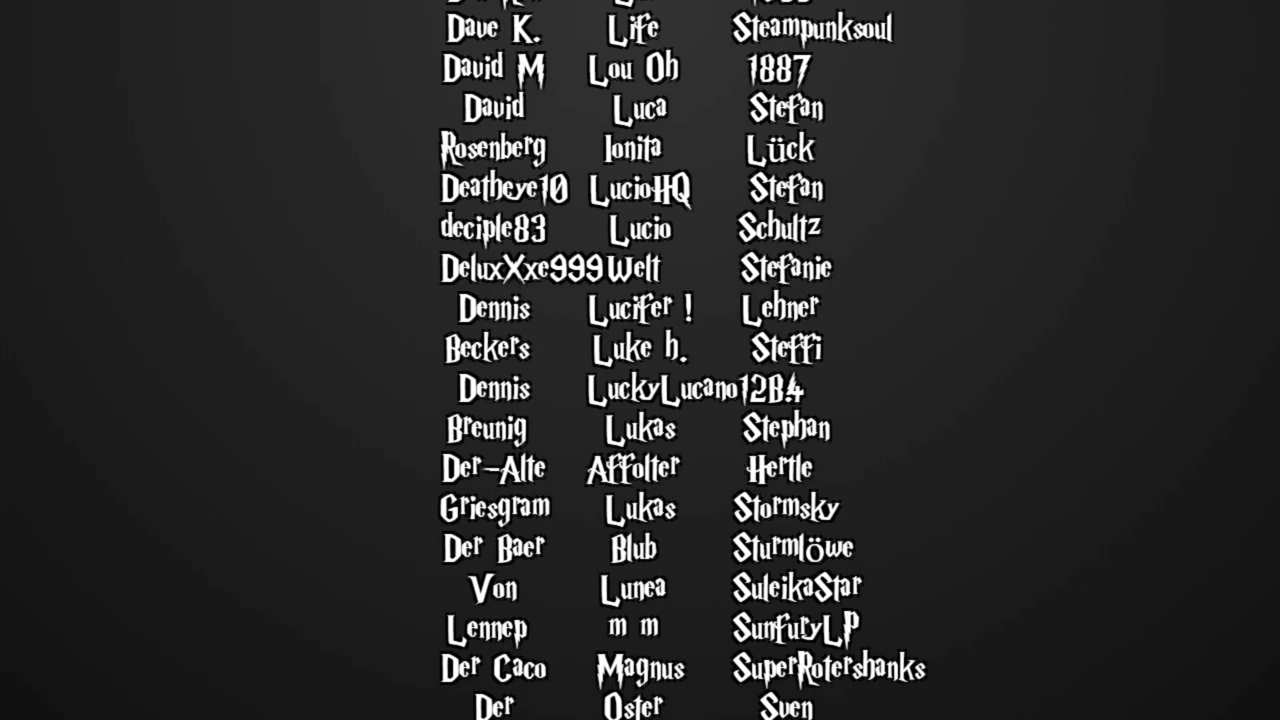 Dave K. Life Steampunksoul
David M Lou Oh 1887
David Luca Stefan
Rosenberg Ionita Lück
Deatheye10 LucioHQ Stefan
deciple83 Lucio Schultz
DeluxXxe999 Welt Stefanie
Dennis Lucifer ! Lehner
Beckers Luke h. Steffi
Dennis LuckyLucano 12B4
Breunig Lukas Stephan
Der-Alte Affolter Hertle
Griesgram Lukas Stormsky
Der Baer Blub Sturmlöwe
Von Lunea SuleikaStar
Lennep m m SunfuryLP
Der Caco Magnus SuperRotershanks
Der Oster Sven